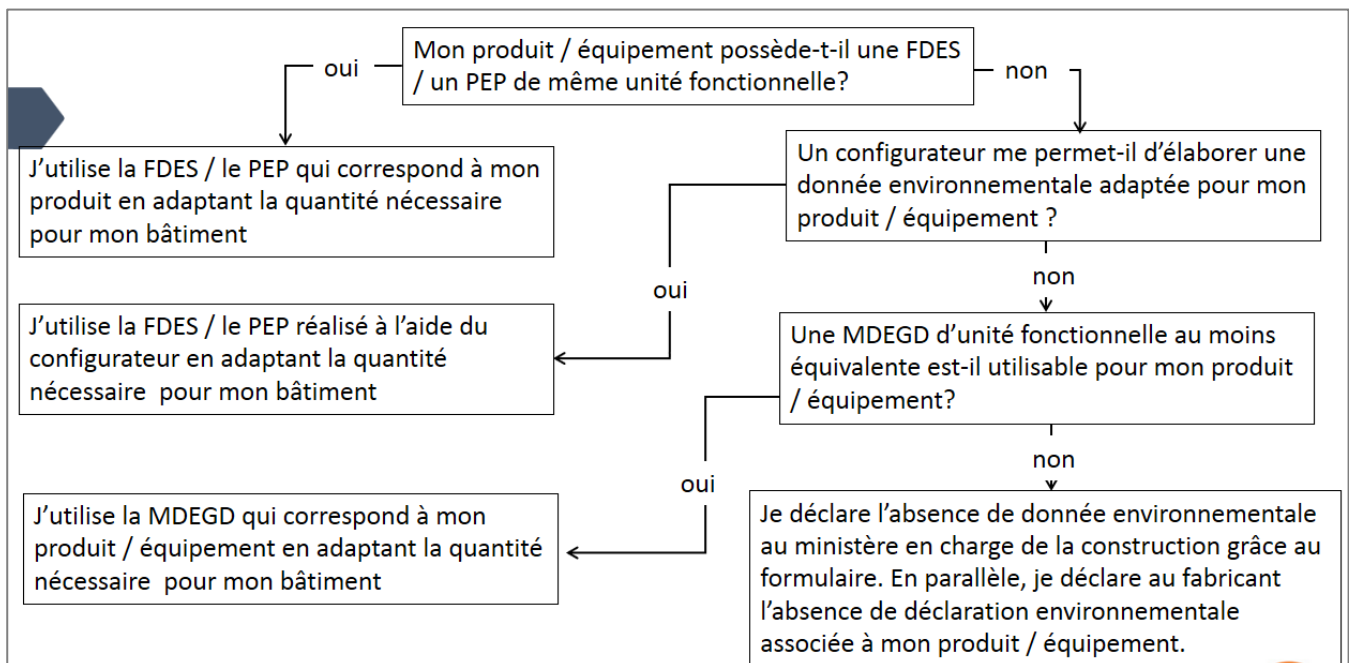 Mon produit / équipement possède-t-il une FDES
/ un PEP de même unité fonctionnelle?
oui
non
J'utilise la FDES / le PEP qui correspond à mon
produit en adaptant la quantité nécessaire
pour mon bâtiment
Un configurateur me permet-il d'élaborer une
donnée environnementale adaptée pour mon
produit / équipement ?
oui
non
J'utilise la FDES / le PEP réalisé à l'aide du
configurateur en adaptant la quantité
nécessaire pour mon bâtiment
Une MDEGD d'unité fonctionnelle au moins
équivalente est-il utilisable pour mon produit
/ équipement?
oui
non
J'utilise la MDEGD qui correspond à mon
produit / équipement en adaptant la quantité
nécessaire pour mon bâtiment
Je déclare l'absence de donnée environnementale
au ministère en charge de la construction grâce au
formulaire. En parallèle, je déclare au fabricant
l'absence de déclaration environnementale
associée à mon produit / équipement.